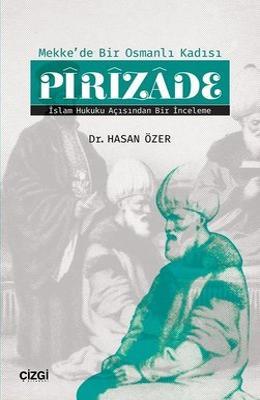 Mekke'de Bir Osmanlı Kadısı
PÎRÎZÂDE
İslam Hukuku Açısından Bir İnceleme
Dr. HASAN ÖZER
çizgi